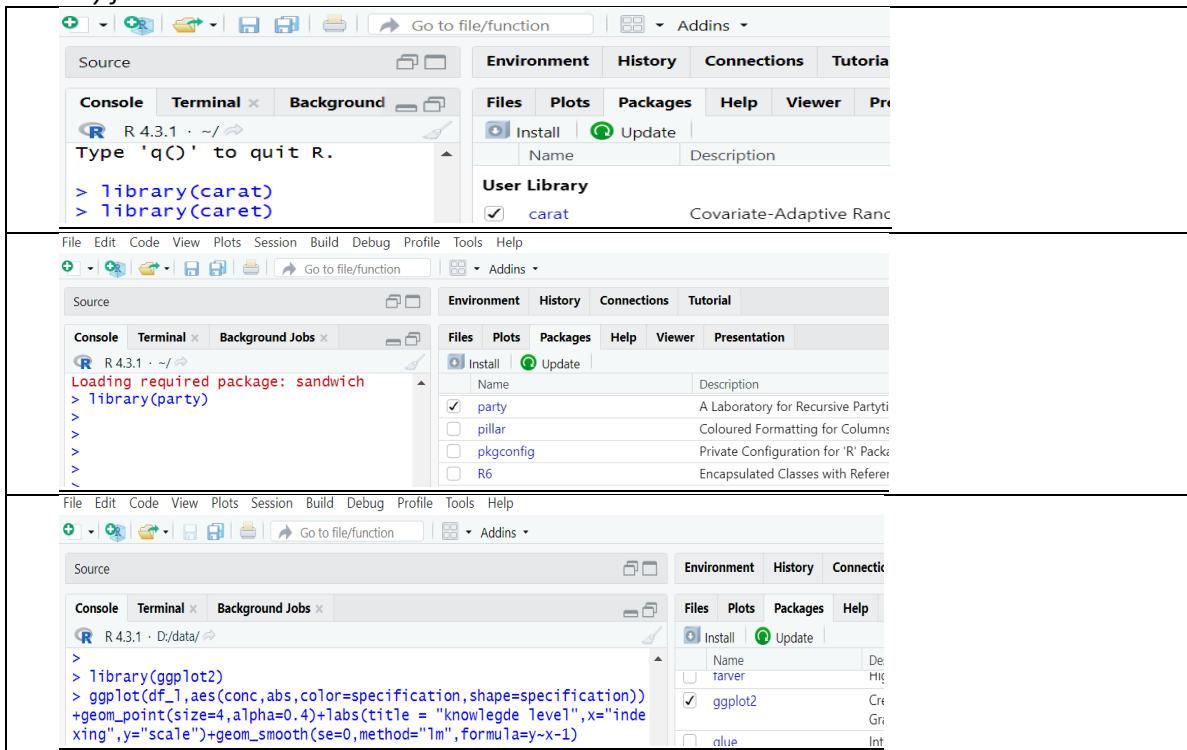 Go to file/function
Addins
Source
Environment History Connections Tutoria
Console Terminal × Background
Files Plots Packages Help Viewer Pr
R 4.3.1 · ~/
Install Update
Type 'q()' to quit R.
Name Description
User Library
> library(carat)
> library(caret)
carat Covariate-Adaptive Ranc
File Edit Code View Plots Session Build Debug Profile Tools Help
Go to file/function
Addins
Source
Environment History Connections Tutorial
Console Terminal × Background Jobs ×
Files Plots Packages Help Viewer Presentation
R 4.3.1 · ~/
Install Update
Loading required package: sandwich
> library(party)
>
>
>
>
Name Description
party A Laboratory for Recursive Partyti
pillar Coloured Formatting for Columns
pkgconfig Private Configuration for 'R' Packa
R6 Encapsulated Classes with Referer
File Edit Code View Plots Session Build Debug Profile Tools Help
Go to file/function
Addins
Source
Environment History Connectic
Console Terminal × Background Jobs ×
Files Plots Packages Help
R 4.3.1 · D:/data/
Install Update
>
> library(ggplot2)
> ggplot(df_l,aes(conc,abs,color=specification,shape=specification))
+geom_point(size=4,alpha=0.4)+labs(title = "knowlegde level",x="inde
xing",y="scale")+geom_smooth(se=0,method="lm",formula=y~x-1)
Name De
farver
ggplot2 Cre
Gra
glue Int